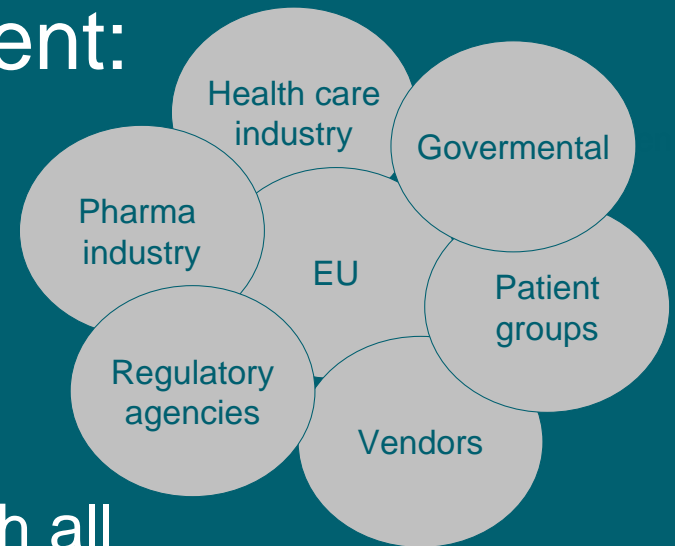 ent:
Health care
industry
Govermental
Pharma
industry
EU
Patient
groups
Regulatory
agencies
Vendors
h all